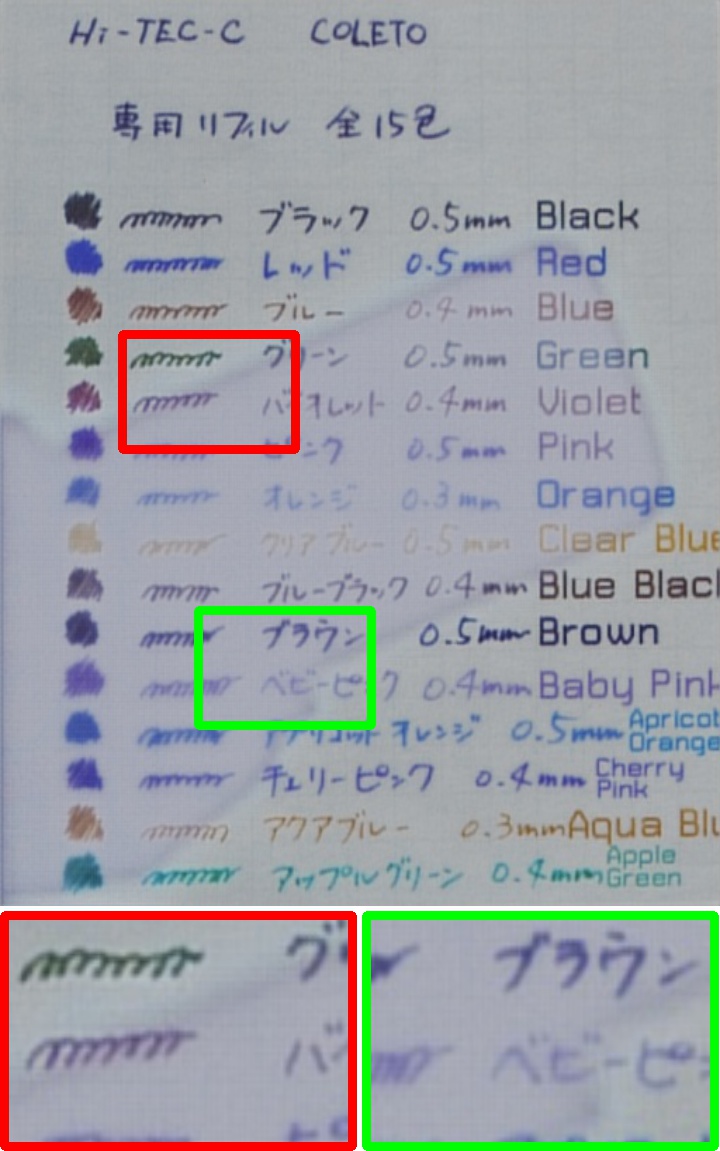 Hi-TEC-C COLETO
専用リフィル 全15色
ブラック 0.5mm Black
レッド 0.5mm Red
ブルー 0.4mm Blue
グリーン 0.5mm Green
バイオレット 0.4mm Violet
ピンク 0.5mm Pink
オレンジ 0.3mm Orange
クリアブルー 0.5mm Clear Blue
ブルーブラック 0.4mm Blue Black
ブラウン 0.5mm Brown
ベビーピンク 0.4mm Baby Pink
アプリコットオレンジ 0.5mm Apricot Orange
チェリーピンク 0.4mm Cherry Pink
アクアブルー 0.3mm Aqua Blu
アップルグリーン 0.4mm Apple Green
グ
バ
ブラウン
ベビーピ